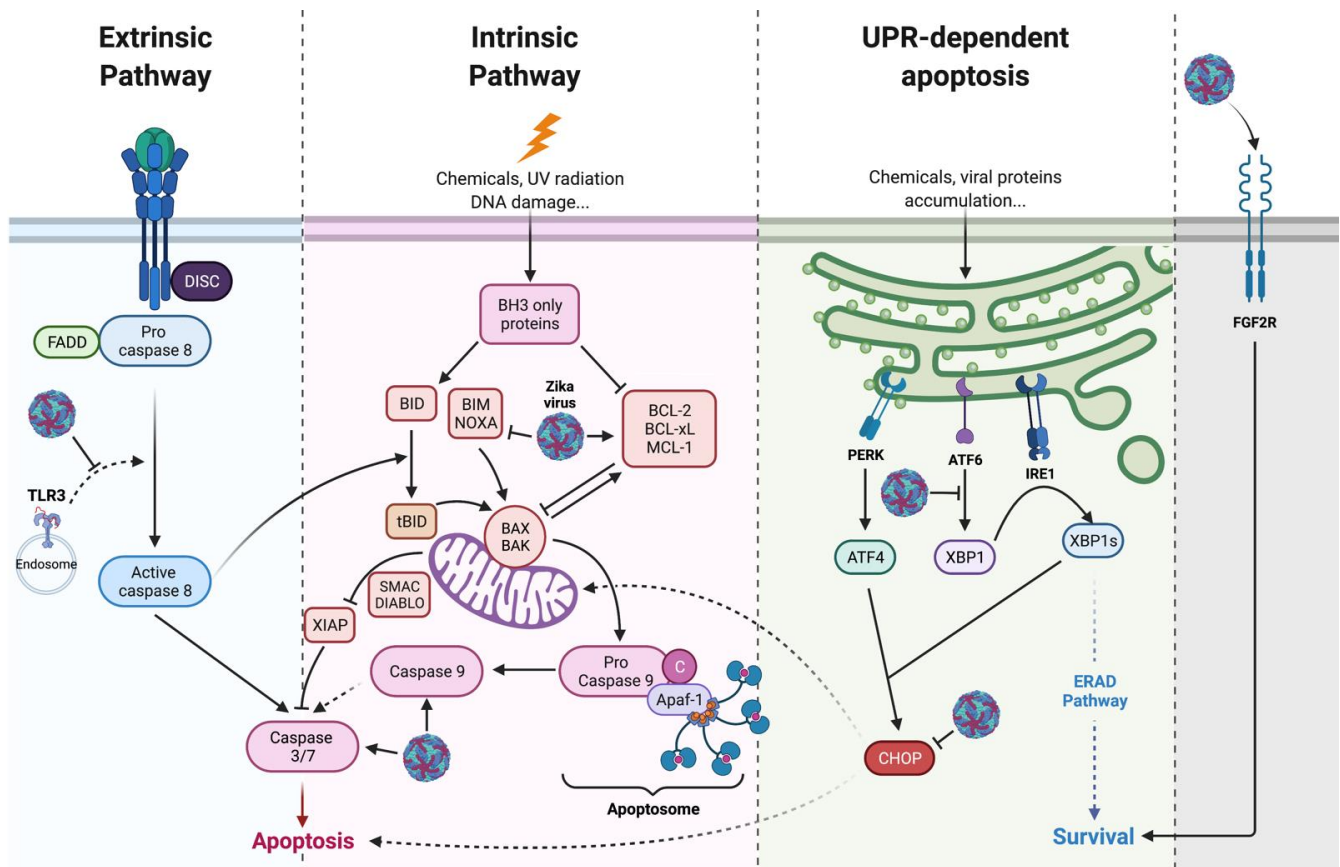 Extrinsic
Pathway
DISC
FADD
Pro
caspase 8
TLR3
Endosome
Active
caspase 8
Intrinsic
Pathway
Chemicals, UV radiation
DNA damage...
BH3 only
proteins
BID
BIM
NOXA
Zika
virus
BCL-2
BCL-xL
MCL-1
tBID
BAX
BAK
SMAC
DIABLO
XIAP
Caspase 9
Pro
Caspase 9
C
Apaf-1
Caspase
3/7
Apoptosome
Apoptosis
UPR-dependent
apoptosis
Chemicals, viral proteins
accumulation...
PERK
ATF6
IRE1
ATF4
XBP1
XBP1s
ERAD
Pathway
CHOP
Survival
FGF2R